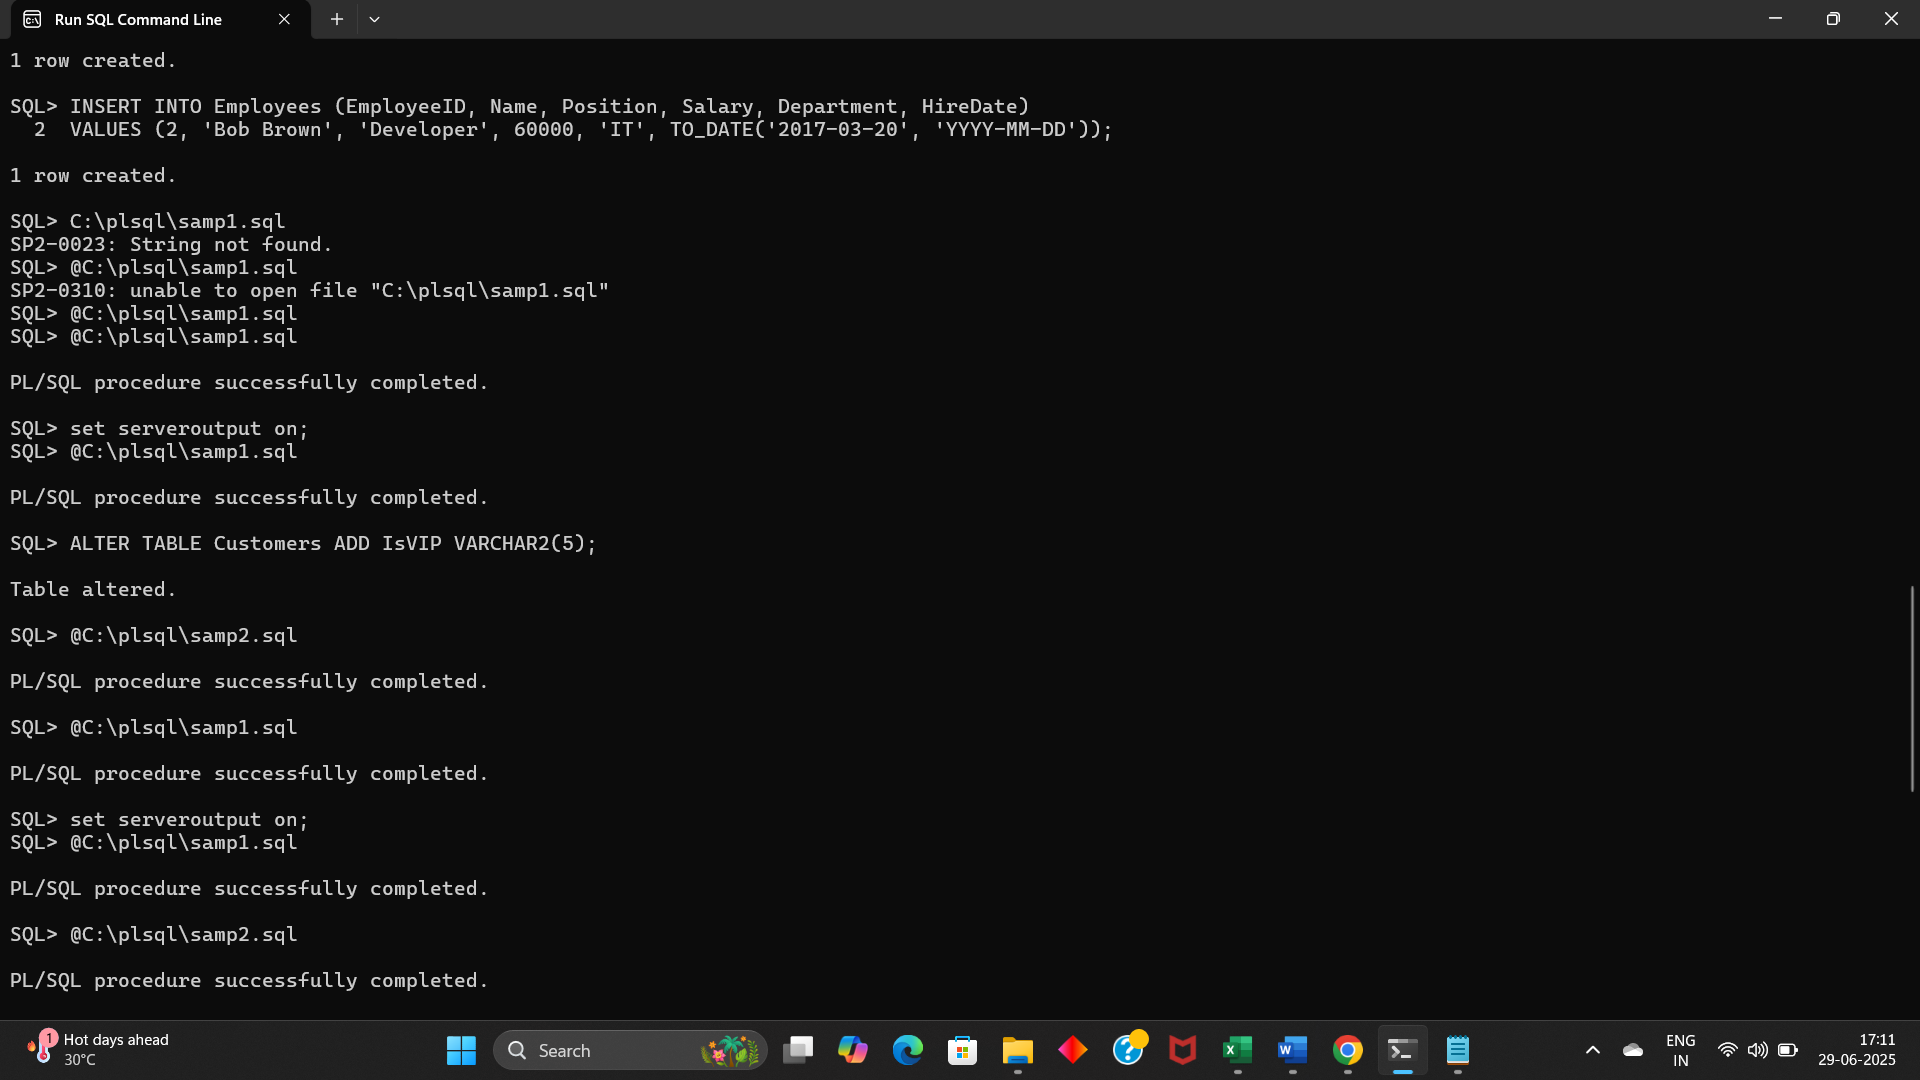 Run SQL Command Line
1 row created.
SQL> INSERT INTO Employees (EmployeeID, Name, Position, Salary, Department, HireDate)
  2  VALUES (2, 'Bob Brown', 'Developer', 60000, 'IT', TO_DATE('2017-03-20', 'YYYY-MM-DD'));
1 row created.
SQL> C:\plsql\samp1.sql
SP2-0023: String not found.
SQL> @C:\plsql\samp1.sql
SP2-0310: unable to open file "C:\plsql\samp1.sql"
SQL> @C:\plsql\samp1.sql
SQL> @C:\plsql\samp1.sql
PL/SQL procedure successfully completed.
SQL> set serveroutput on;
SQL> @C:\plsql\samp1.sql
PL/SQL procedure successfully completed.
SQL> ALTER TABLE Customers ADD IsVIP VARCHAR2(5);
Table altered.
SQL> @C:\plsql\samp2.sql
PL/SQL procedure successfully completed.
SQL> @C:\plsql\samp1.sql
PL/SQL procedure successfully completed.
SQL> set serveroutput on;
SQL> @C:\plsql\samp1.sql
PL/SQL procedure successfully completed.
SQL> @C:\plsql\samp2.sql
PL/SQL procedure successfully completed.
1
Hot days ahead
30°C
Search
ENG
IN
17:11
29-06-2025